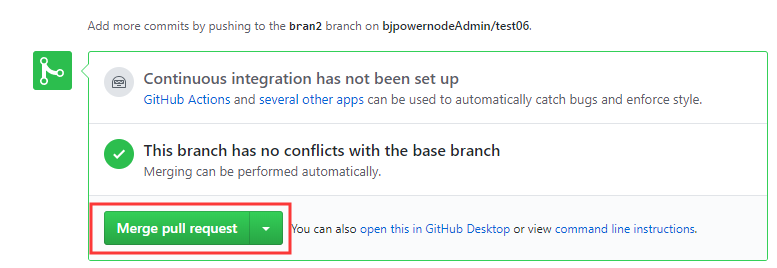 Add more commits by pushing to the bran2 branch on bjpowernodeAdmin/test06.
Continuous integration has not been set up
GitHub Actions and several other apps can be used to automatically catch bugs and enforce style.
This branch has no conflicts with the base branch
Merging can be performed automatically.
Merge pull request You can also open this in GitHub Desktop or view command line instructions.